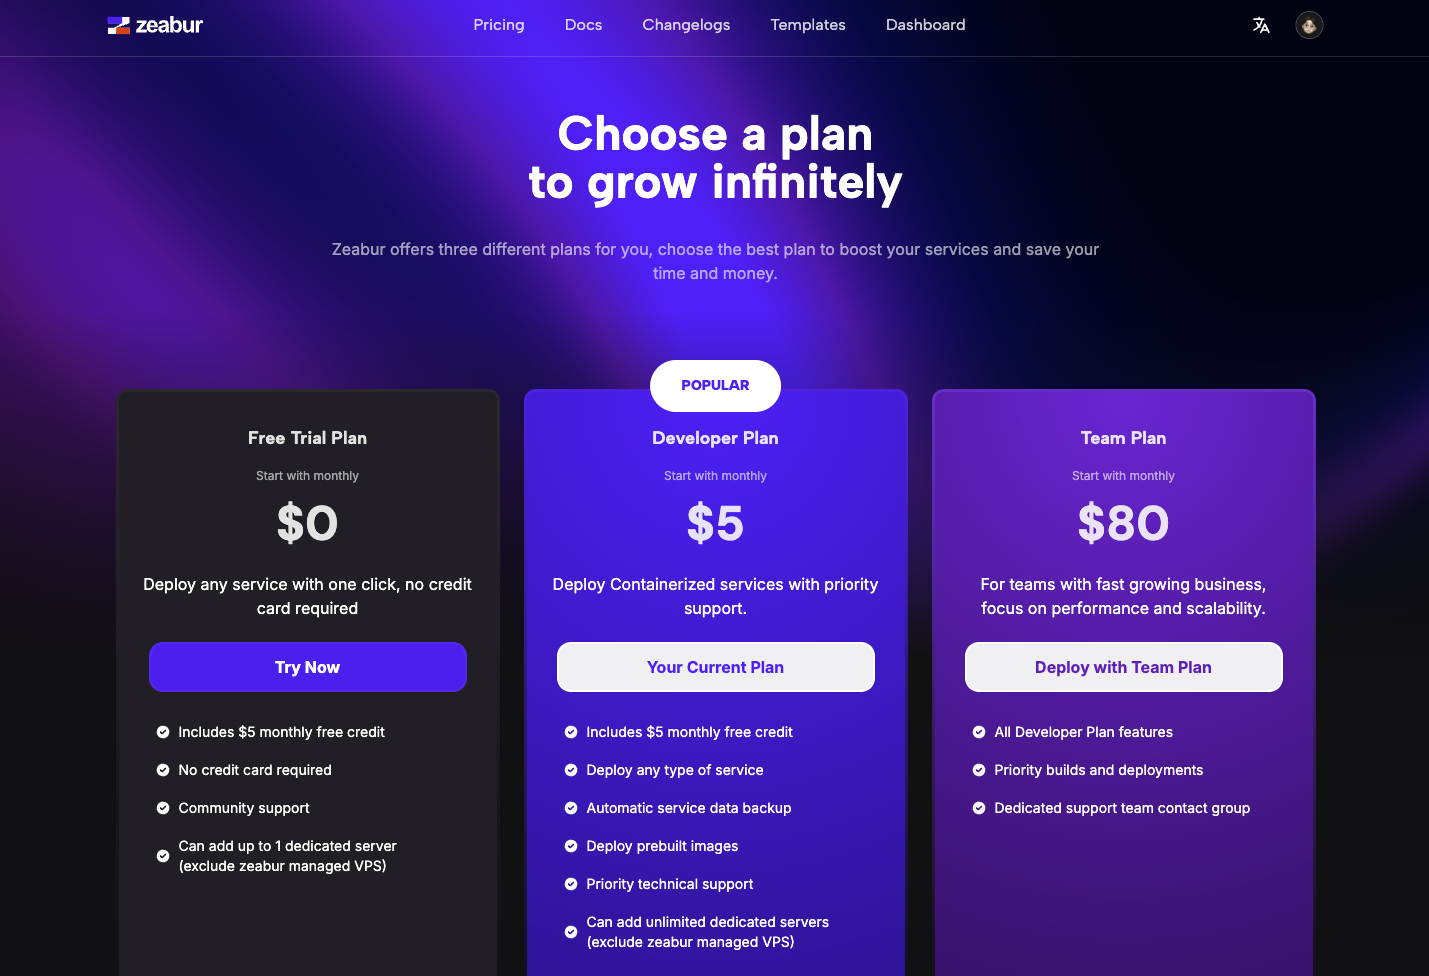 zeabur
Pricing
Docs
Changelogs
Templates
Dashboard
Choose a plan
to grow infinitely
Zeabur offers three different plans for you, choose the best plan to boost your services and save your
time and money.
Free Trial Plan
Start with monthly
$0
Deploy any service with one click, no credit
card required
Try Now
Includes $5 monthly free credit
No credit card required
Community support
Can add up to 1 dedicated server
(exclude zeabur managed VPS)
POPULAR
Developer Plan
Start with monthly
$5
Deploy Containerized services with priority
support.
Your Current Plan
Includes $5 monthly free credit
Deploy any type of service
Automatic service data backup
Deploy prebuilt images
Priority technical support
Can add unlimited dedicated servers
(exclude zeabur managed VPS)
Team Plan
Start with monthly
$80
For teams with fast growing business,
focus on performance and scalability.
Deploy with Team Plan
All Developer Plan features
Priority builds and deployments
Dedicated support team contact group